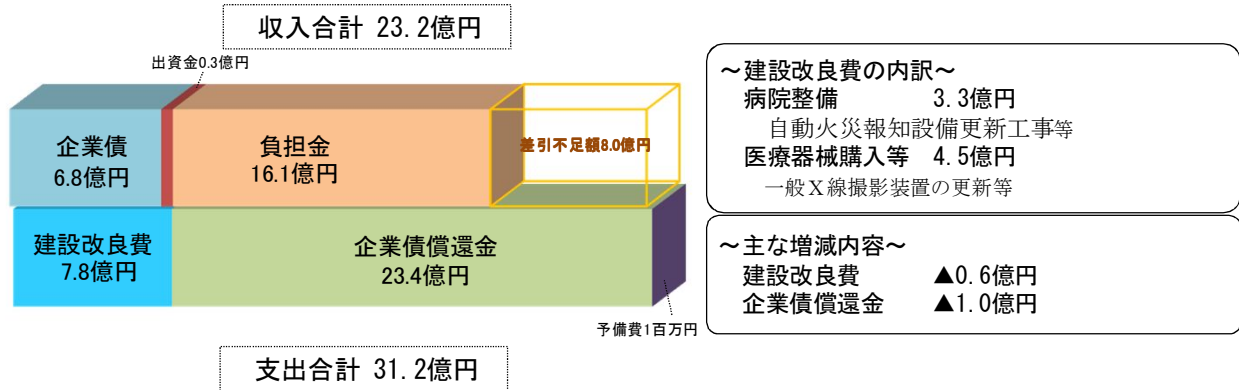 収入合計 23.2億円
出資金0.3億円
企業債
6.8億円
負担金
16.1億円
差引不足額8.0億円
建設改良費
7.8億円
企業債償還金
23.4億円
予備費1百万円
支出合計 31.2億円
～建設改良費の内訳～
病院整備 3.3億円
自動火災報知設備更新工事等
医療器械購入等 4.5億円
一般X線撮影装置の更新等
～主な増減内容～
建設改良費 ▲0.6億円
企業債償還金 ▲1.0億円